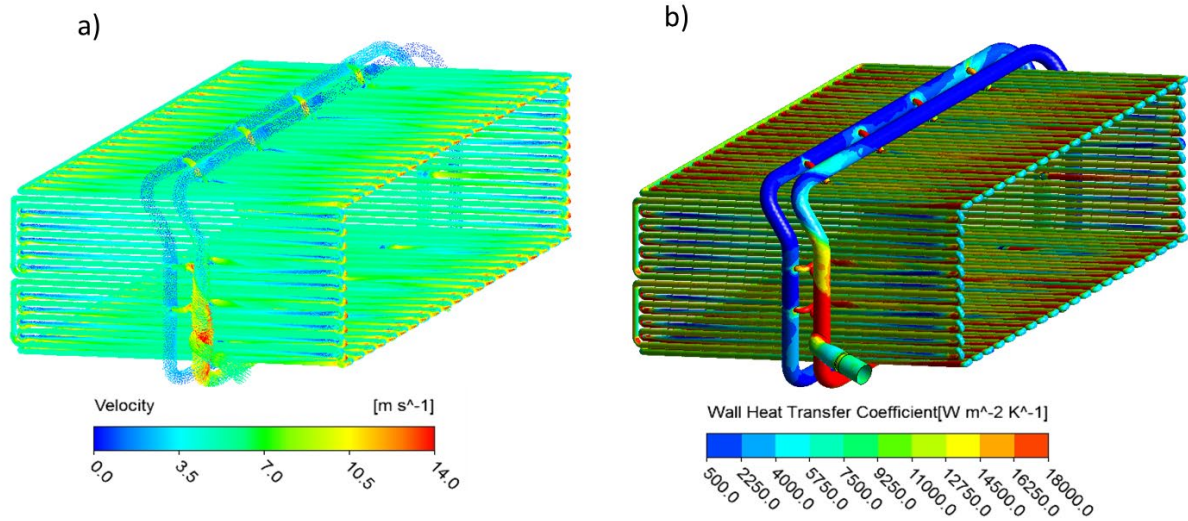 a)
b)
Velocity [m s^-1]
0.0 3.5 7.0 10.5 14.0
Wall Heat Transfer Coefficient[W m^-2 K^-1]
500.0 2250.0 4000.0 5750.0 7500.0 9250.0 11000.0 12750.0 14500.0 16250.0 18000.0